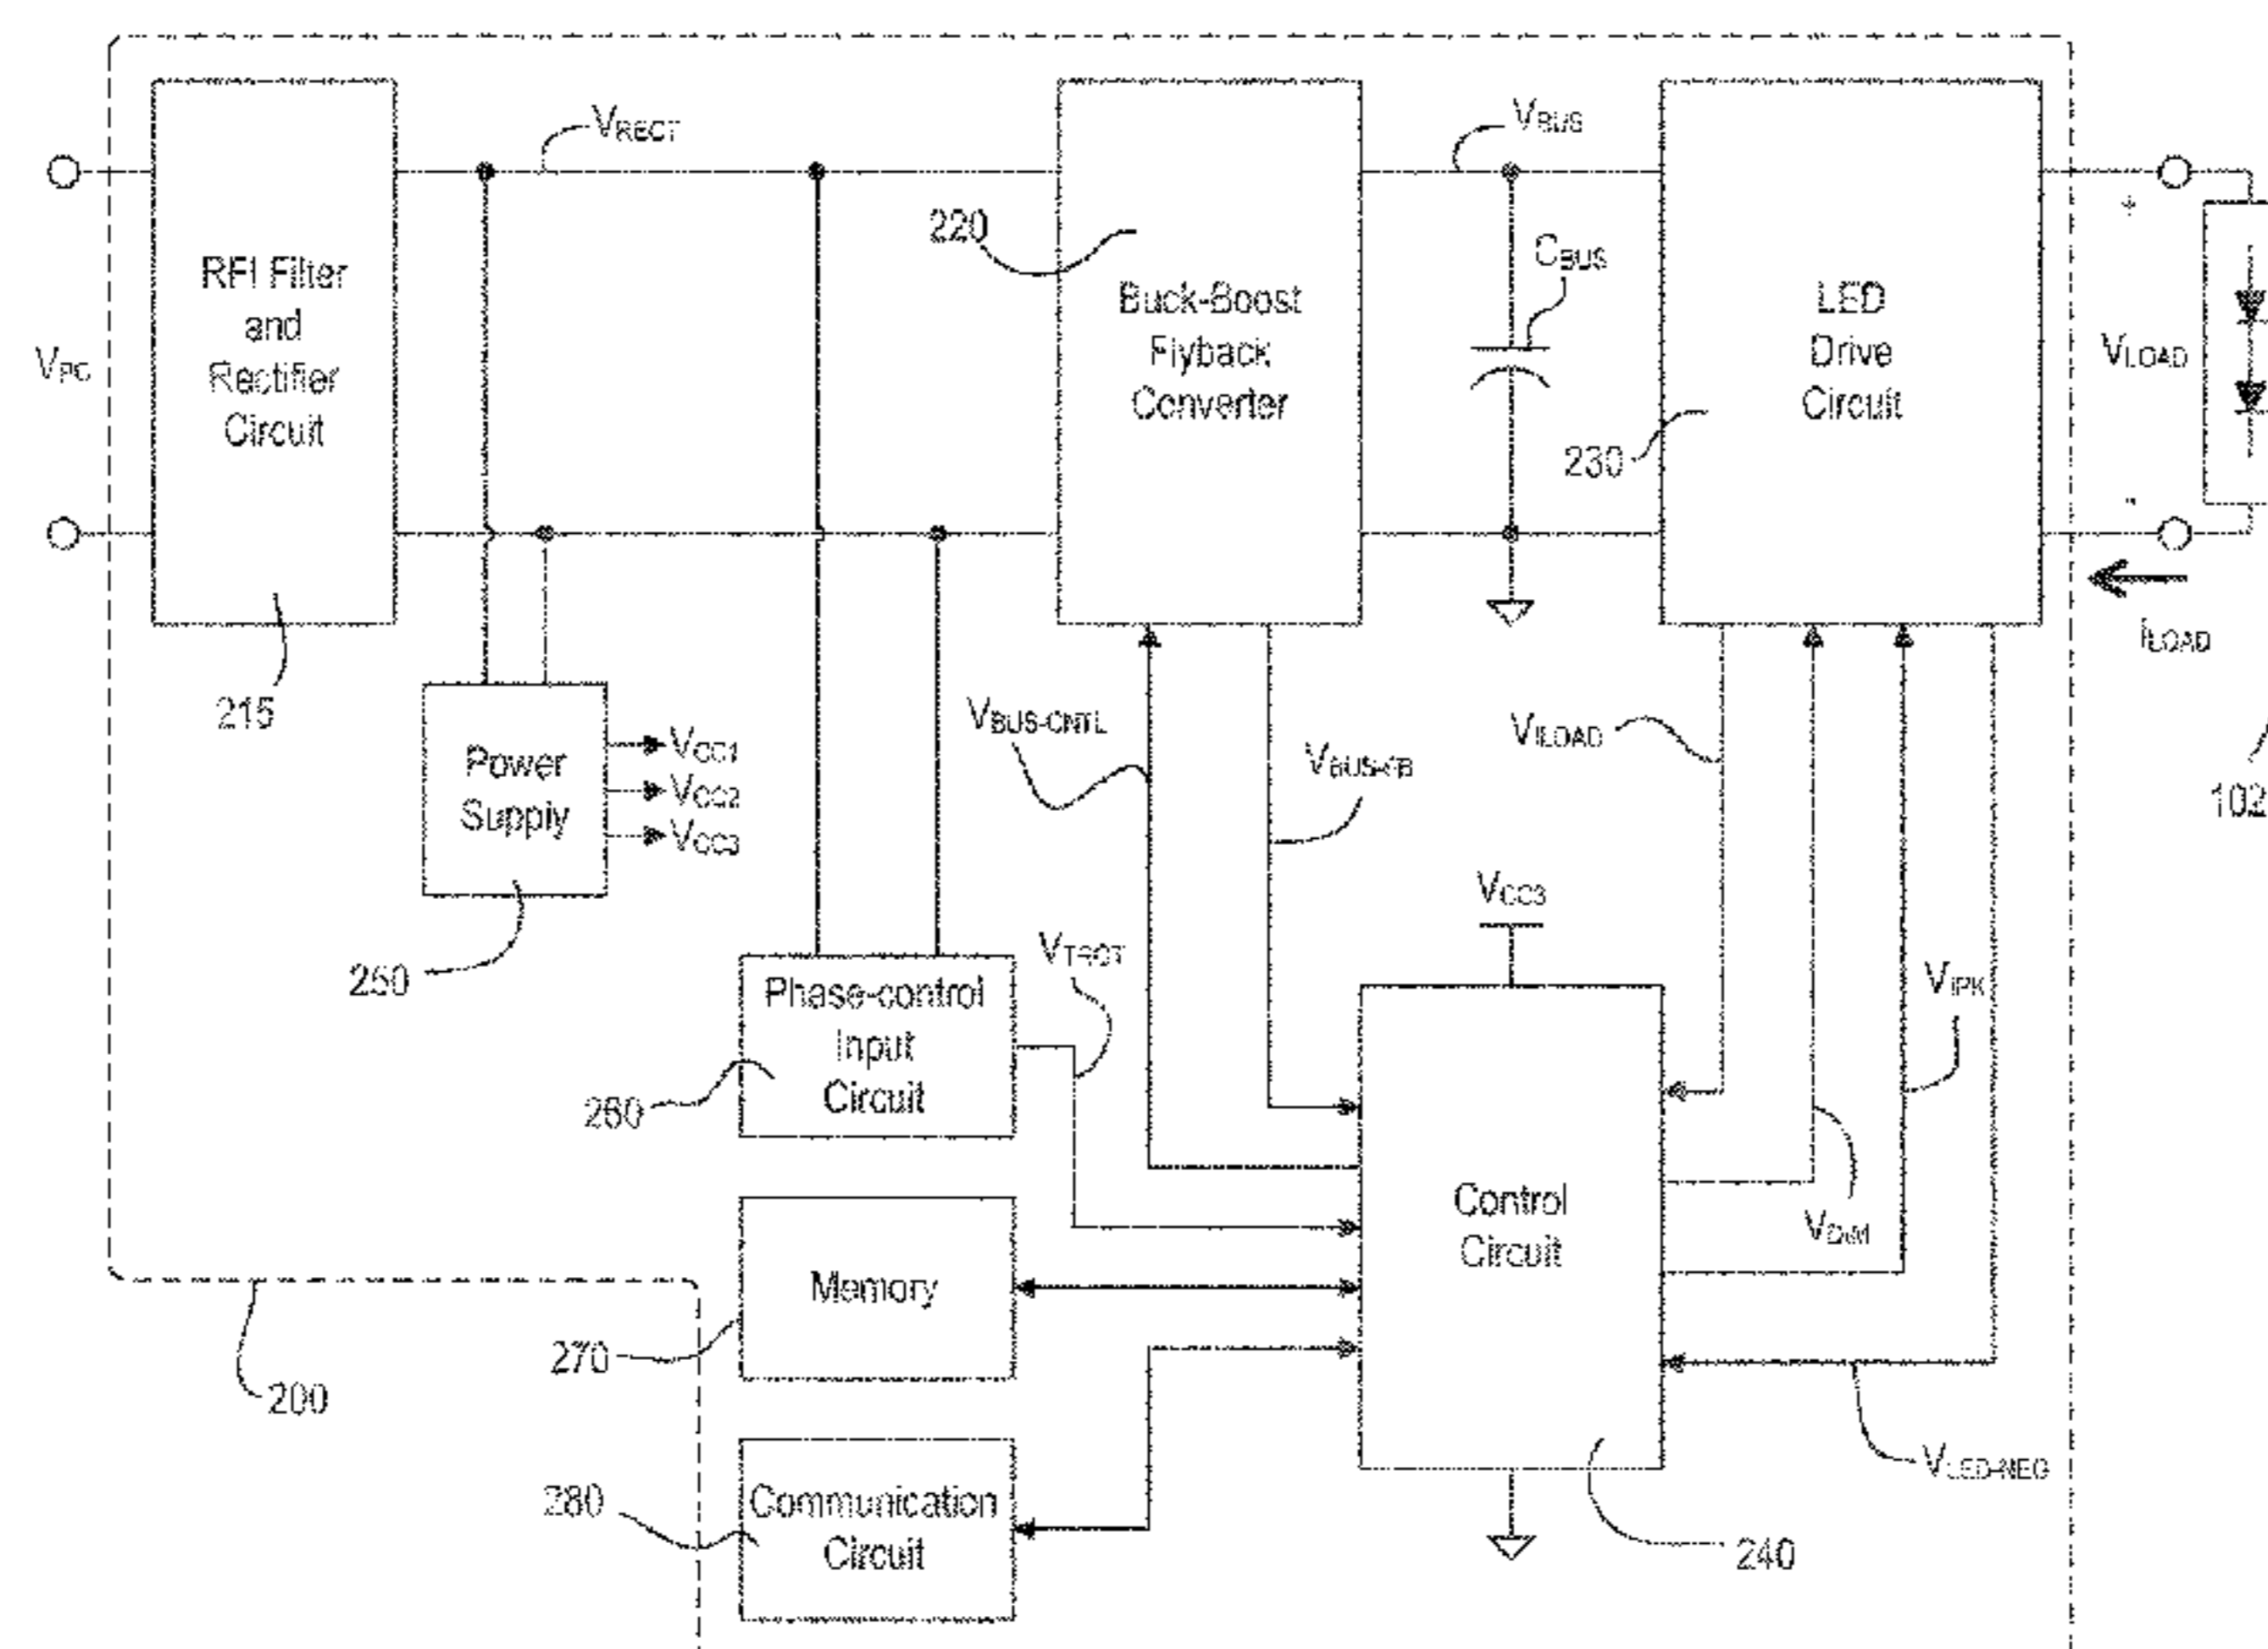 VRECT
VBUS
220
CBUS
RFI Filter
and
Rectifier
Circuit
Buck-Boost
Flyback
Converter
LED
Drive
Circuit
+
VPC
VLOAD
230
-
iLOAD
215
VBUS-CNTL
VILOAD
VBUS-FB
Power
Supply
VCC1
VCC2
VCC3
102
250
VCC3
VTRCT
VIPK
Phase-control
Input
Circuit
260
Control
Circuit
VDIM
Memory
270
200
VLED-NEG
280
Communication
Circuit
240